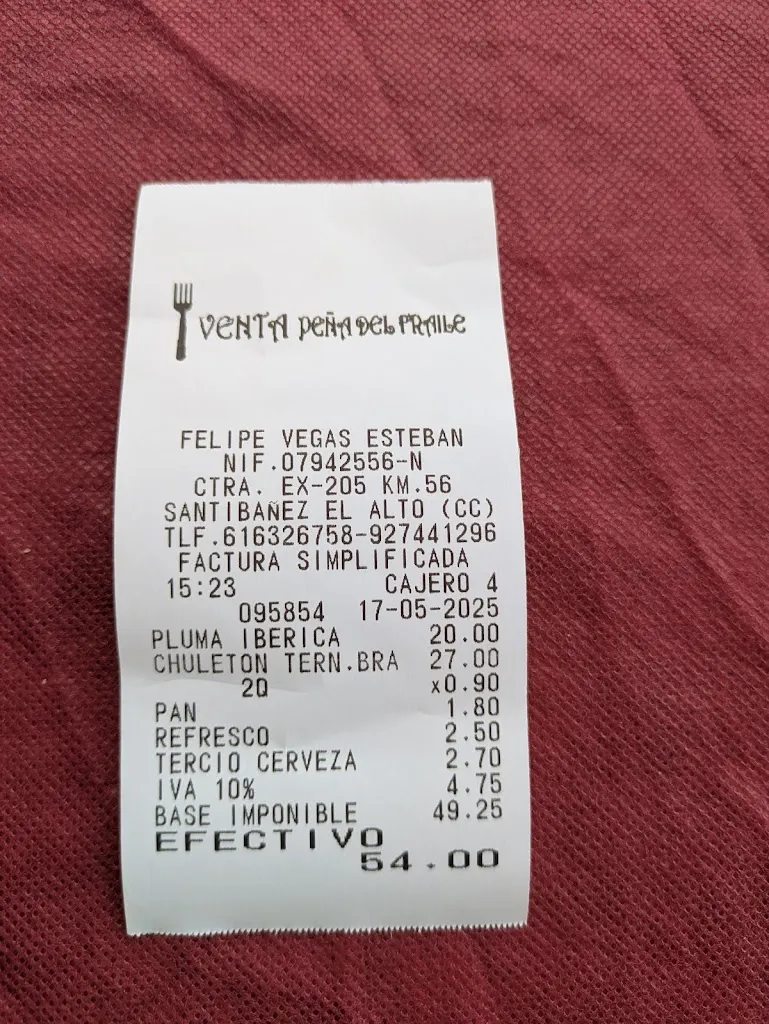 VENTA PEÑA DEL FRAILE
FELIPE VEGAS ESTEBAN
NIF.07942556-N
CTRA. EX-205 KM.56
SANTIBAÑEZ EL ALTO (CC)
TLF.616326758-927441296
FACTURA SIMPLIFICADA
15:23 CAJERO 4
095854 17-05-2025
PLUMA IBERICA 20.00
CHULETON TERN.BRA 27.00
2Q x0.90
PAN 1.80
REFRESCO 2.50
TERCIO CERVEZA 2.70
IVA 10% 4.75
BASE IMPONIBLE 49.25
EFECTIVO
54.00